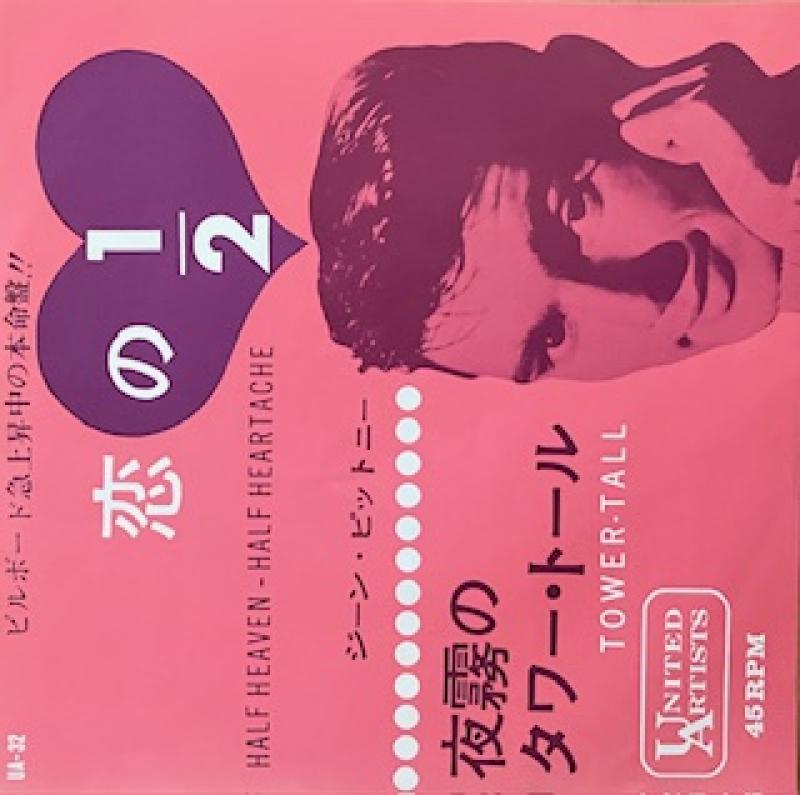 UA-32
ビルボード急上昇中の本命盤!!
恋の1/2
HALF HEAVEN - HALF HEARTACHE
ジーン・ピットニー
夜霧の
タワー・トール
TOWER・TALL
UNITED
ARTISTS
45 RPM